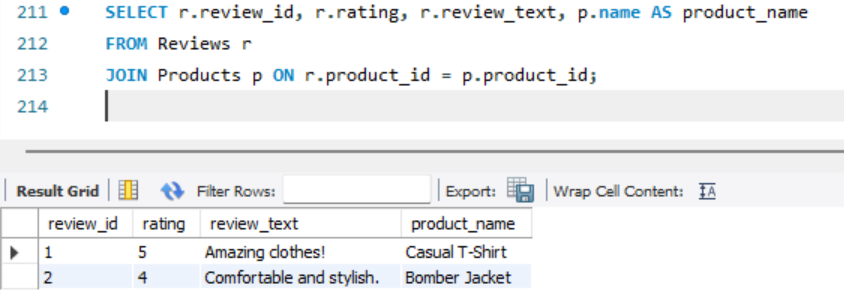 211 SELECT r.review_id, r.rating, r.review_text, p.name AS product_name
212 FROM Reviews r
213 JOIN Products p ON r.product_id = p.product_id;
214
Result Grid Filter Rows: Export: Wrap Cell Content:
review_id rating review_text product_name
1 5 Amazing clothes! Casual T-Shirt
2 4 Comfortable and stylish. Bomber Jacket